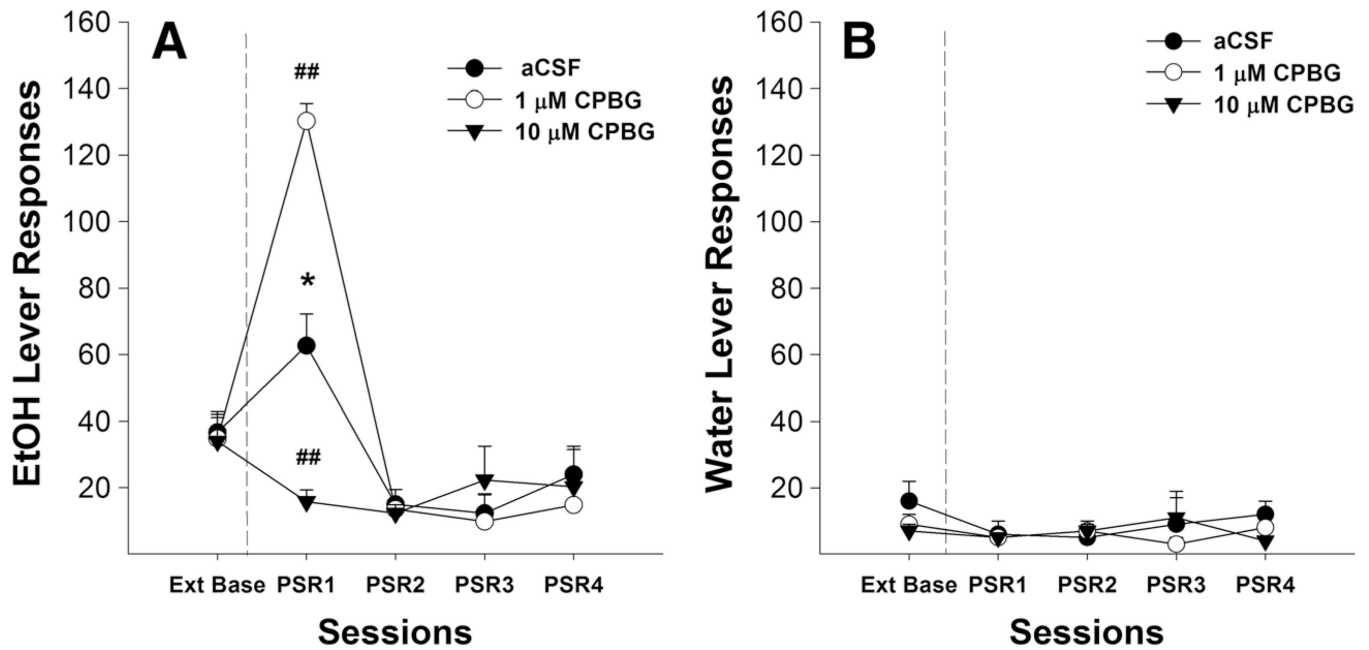 A
EtOH Lever Responses
160
140
120
100
80
60
40
20
##
*
##
aCSF
1 μM CPBG
10 μM CPBG
Ext Base PSR1 PSR2 PSR3 PSR4
Sessions
B
Water Lever Responses
160
140
120
100
80
60
40
20
aCSF
1 μM CPBG
10 μM CPBG
Ext Base PSR1 PSR2 PSR3 PSR4
Sessions